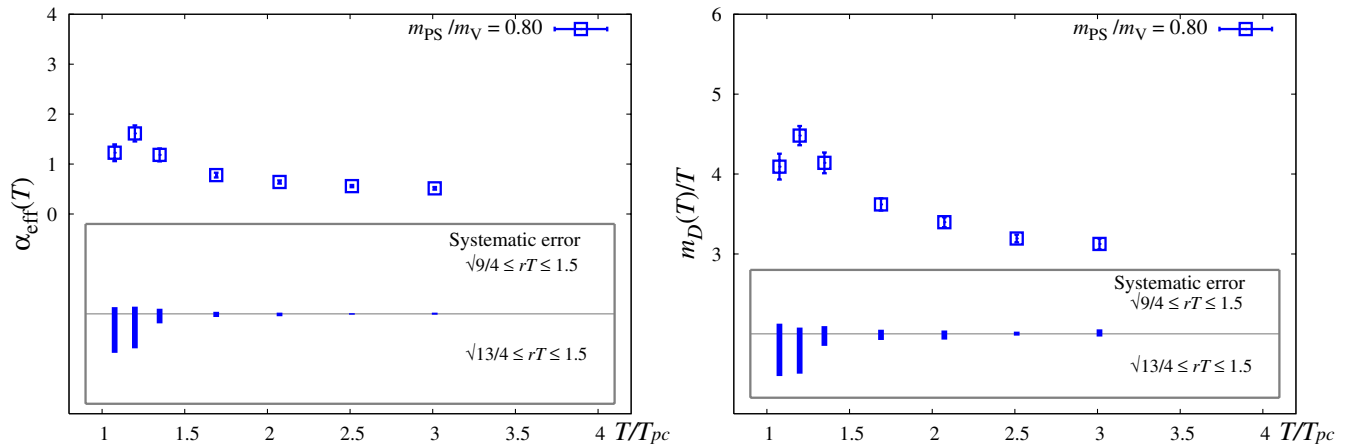 4
3
2
1
0
α_eff(T)
m_PS/m_V = 0.80
Systematic error
√9/4 ≤ rT ≤ 1.5
√13/4 ≤ rT ≤ 1.5
1 1.5 2 2.5 3 3.5 4 T/T_pc
6
5
4
3
m_D(T)/T
m_PS/m_V = 0.80
Systematic error
√9/4 ≤ rT ≤ 1.5
√13/4 ≤ rT ≤ 1.5
1 1.5 2 2.5 3 3.5 4 T/T_pc